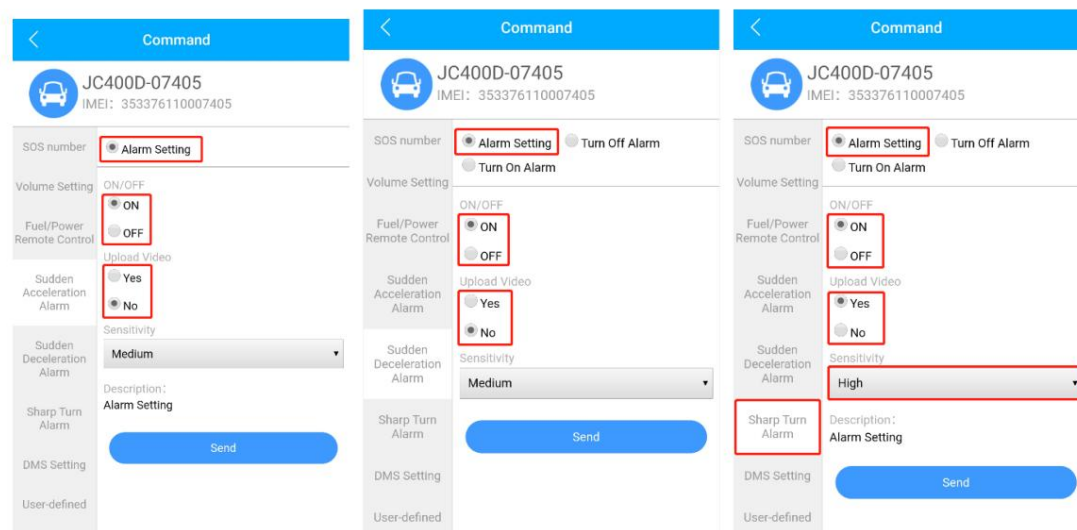 Command
JC400D-07405
IMEI: 353376110007405
SOS number
Volume Setting
Fuel/Power
Remote Control
Sudden
Acceleration
Alarm
Sudden
Deceleration
Alarm
Sharp Turn
Alarm
DMS Setting
User-defined
Alarm Setting
ON/OFF
ON
OFF
Upload Video
Yes
No
Sensitivity
Medium
Description:
Alarm Setting
Send
Command
JC400D-07405
IMEI: 353376110007405
SOS number
Volume Setting
Fuel/Power
Remote Control
Sudden
Acceleration
Alarm
Sudden
Deceleration
Alarm
Sharp Turn
Alarm
DMS Setting
User-defined
Alarm Setting Turn Off Alarm
Turn On Alarm
ON/OFF
ON
OFF
Upload Video
Yes
No
Sensitivity
Medium
Send
Command
JC400D-07405
IMEI: 353376110007405
SOS number
Volume Setting
Fuel/Power
Remote Control
Sudden
Acceleration
Alarm
Sudden
Deceleration
Alarm
Sharp Turn
Alarm
DMS Setting
User-defined
Alarm Setting Turn Off Alarm
Turn On Alarm
ON/OFF
ON
OFF
Upload Video
Yes
No
Sensitivity
High
Description:
Alarm Setting
Send